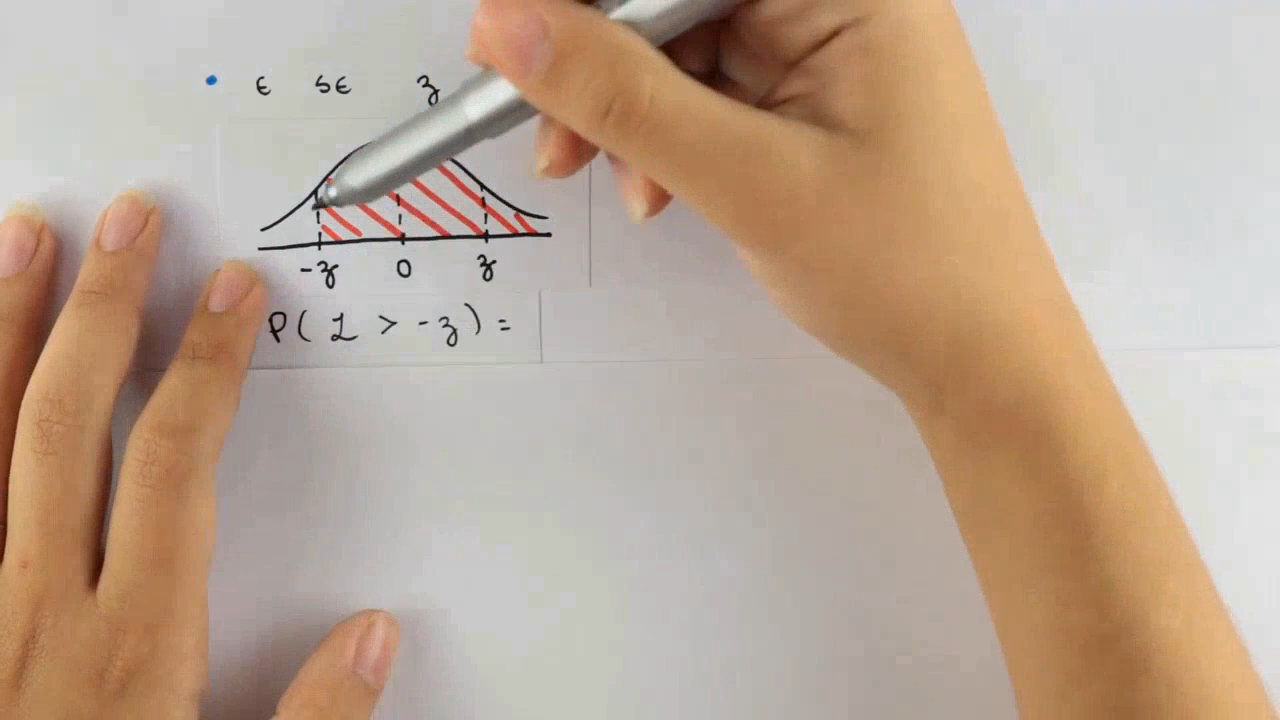 • E SE z
-z 0 z
P( Z > -z ) =